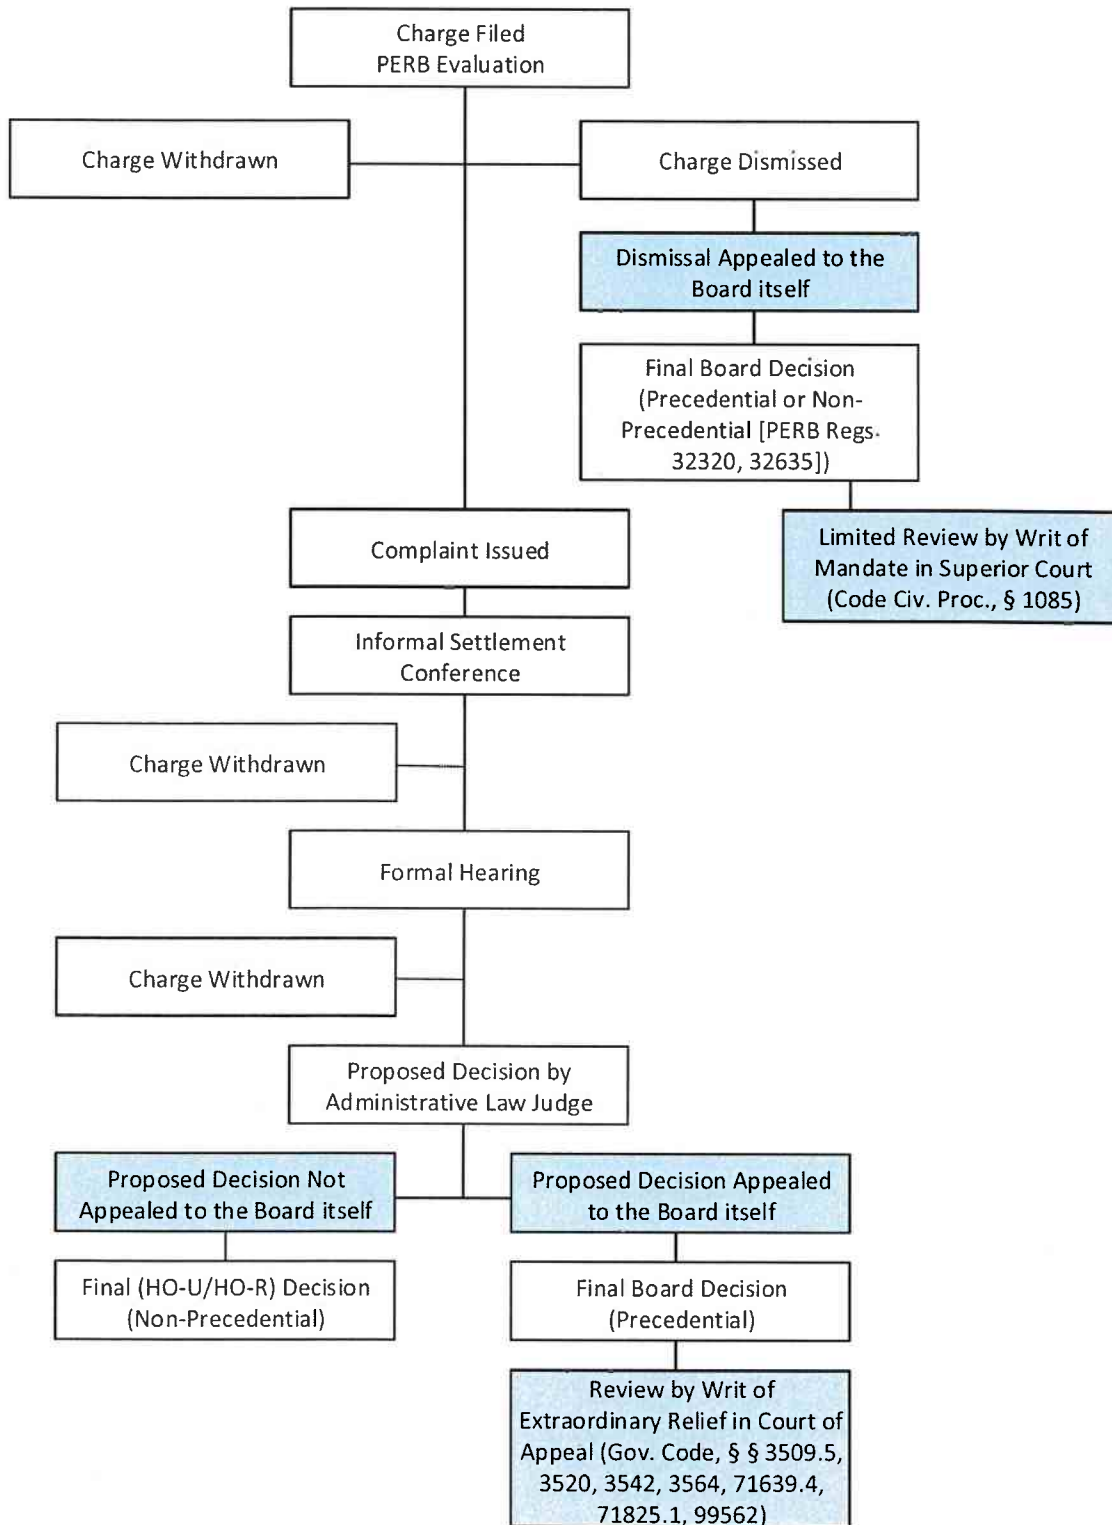 Charge Filed
PERB Evaluation
Charge Withdrawn
Charge Dismissed
Dismissal Appealed to the
Board itself
Final Board Decision
(Precedential or Non-
Precedential [PERB Regs.
32320, 32635])
Limited Review by Writ of
Mandate in Superior Court
(Code Civ. Proc., § 1085)
Complaint Issued
Informal Settlement
Conference
Charge Withdrawn
Formal Hearing
Charge Withdrawn
Proposed Decision by
Administrative Law Judge
Proposed Decision Not
Appealed to the Board itself
Proposed Decision Appealed
to the Board itself
Final (HO-U/HO-R) Decision
(Non-Precedential)
Final Board Decision
(Precedential)
Review by Writ of
Extraordinary Relief in Court of
Appeal (Gov. Code, § § 3509.5,
3520, 3542, 3564, 71639.4,
71825.1, 99562)